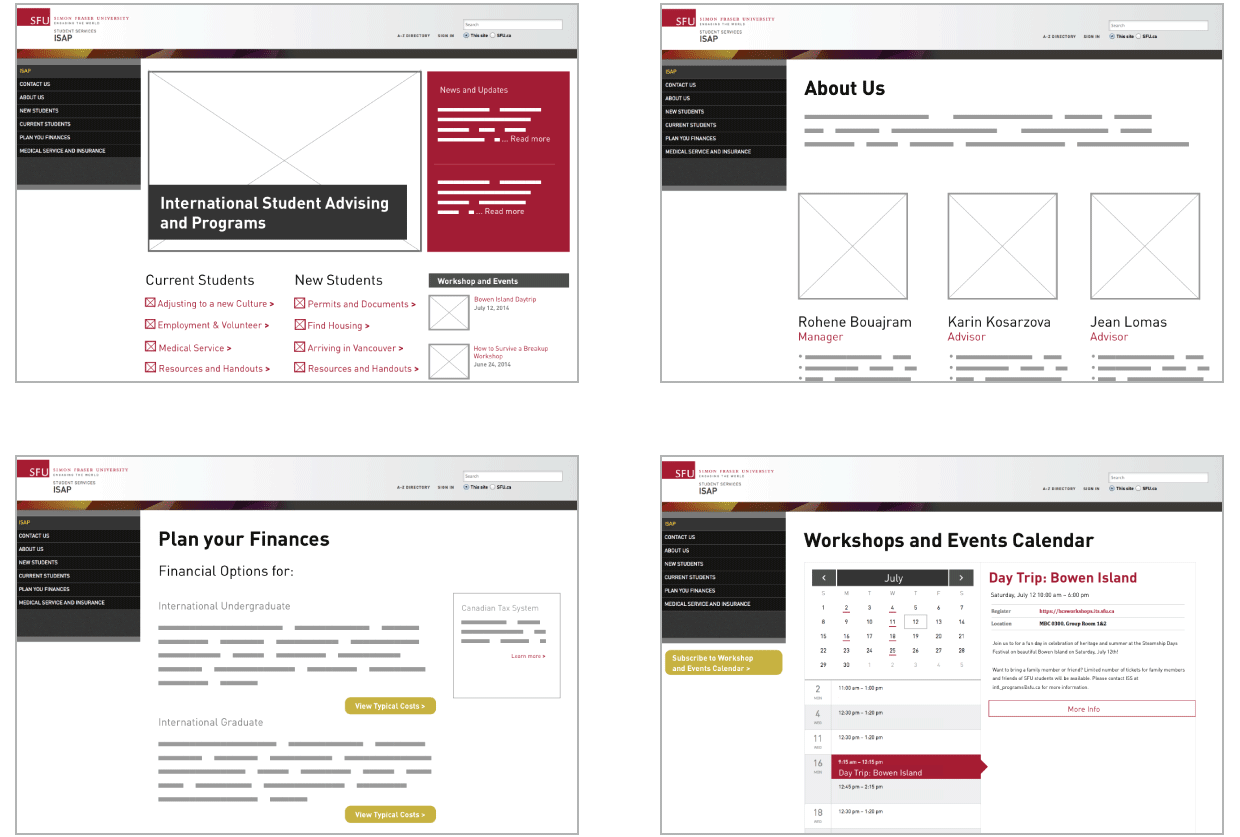 SFU SIMON FRASER UNIVERSITY
ENGAGING THE WORLD
STUDENT SERVICES
ISAP
Search
A-Z DIRECTORY SIGN IN This site SFU.ca
ISAP
CONTACT US
ABOUT US
NEW STUDENTS
CURRENT STUDENTS
PLAN YOU FINANCES
MEDICAL SERVICE AND INSURANCE
International Student Advising
and Programs
News and Updates
... Read more
... Read more
Current Students
Adjusting to a new Culture >
Employment & Volunteer >
Medical Service >
Resources and Handouts >
New Students
Permits and Documents >
Find Housing >
Arriving in Vancouver >
Resources and Handouts >
Workshop and Events
Bowen Island Daytrip
July 12, 2014
How to Survive a Breakup
Workshop
June 24, 2014
SFU SIMON FRASER UNIVERSITY
ENGAGING THE WORLD
STUDENT SERVICES
ISAP
Search
A-Z DIRECTORY SIGN IN This site SFU.ca
ISAP
CONTACT US
ABOUT US
NEW STUDENTS
CURRENT STUDENTS
PLAN YOU FINANCES
MEDICAL SERVICE AND INSURANCE
About Us
Rohene Bouajram
Manager
Karin Kosarzova
Advisor
Jean Lomas
Advisor
SFU SIMON FRASER UNIVERSITY
ENGAGING THE WORLD
STUDENT SERVICES
ISAP
Search
A-Z DIRECTORY SIGN IN This site SFU.ca
ISAP
CONTACT US
ABOUT US
NEW STUDENTS
CURRENT STUDENTS
PLAN YOU FINANCES
MEDICAL SERVICE AND INSURANCE
Plan your Finances
Financial Options for:
International Undergraduate
View Typical Costs >
International Graduate
View Typical Costs >
Canadian Tax System
Learn more >
SFU SIMON FRASER UNIVERSITY
ENGAGING THE WORLD
STUDENT SERVICES
ISAP
Search
A-Z DIRECTORY SIGN IN This site SFU.ca
ISAP
CONTACT US
ABOUT US
NEW STUDENTS
CURRENT STUDENTS
PLAN YOU FINANCES
MEDICAL SERVICE AND INSURANCE
Subscribe to Workshop
and Events Calendar >
Workshops and Events Calendar
< July >
S M T W T F S
1 2 3 4 5 6 7
8 9 10 11 12 13 14
15 16 17 18 19 20 21
22 23 24 25 26 27 28
29 30 1 2 3 4 5
2 11:00 am - 1:00 pm
MON
4 12:30 pm - 1:20 pm
WED
11 12:30 pm - 1:20 pm
WED
16 9:15 am - 12:15 pm
MON
Day Trip: Bowen Island
12:45 pm - 2:15 pm
18 12:30 pm - 1:20 pm
WED
Day Trip: Bowen Island
Saturday, July 12 10:00 am - 6:00 pm
Register https://hcsworkshops.its.sfu.ca
Location MBC 0300, Group Room 1&2
Join us to for a fun day in celebration of heritage and summer at the Steamship Days
Festival on beautiful Bowen Island on Saturday, July 12th!
Want to bring a family member or friend? Limited number of tickets for family members
and friends of SFU students will be available. Please contact ISS at
intl_programs@sfu.ca for more information.
More Info